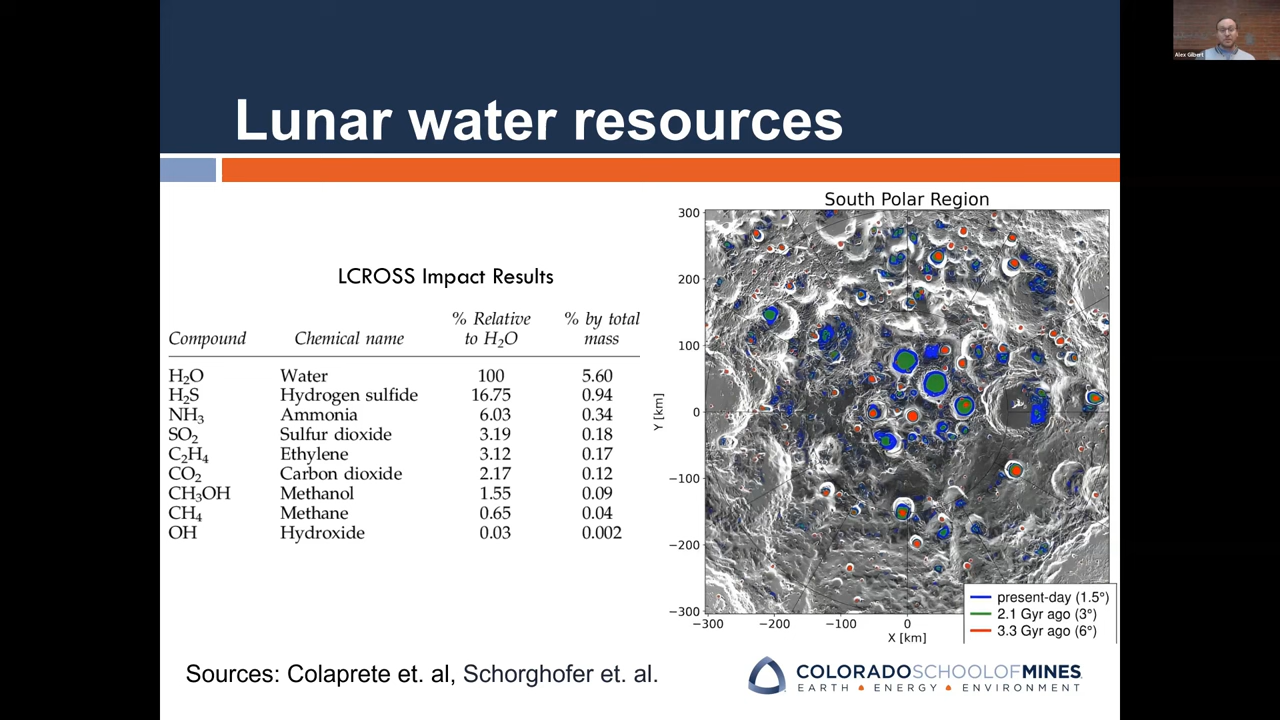 Alex Gilbert
Lunar water resources
LCROSS Impact Results
Compound Chemical name % Relative to H₂O % by total mass
H₂O Water 100 5.60
H₂S Hydrogen sulfide 16.75 0.94
NH₃ Ammonia 6.03 0.34
SO₂ Sulfur dioxide 3.19 0.18
C₂H₄ Ethylene 3.12 0.17
CO₂ Carbon dioxide 2.17 0.12
CH₃OH Methanol 1.55 0.09
CH₄ Methane 0.65 0.04
OH Hydroxide 0.03 0.002
South Polar Region
300
200
100
0
−100
−200
−300
Y [km]
−300 −200 −100 0
X [km]
present-day (1.5°)
2.1 Gyr ago (3°)
3.3 Gyr ago (6°)
Sources: Colaprete et. al, Schorghofer et. al.
COLORADOSCHOOLOFMINES
EARTH ENERGY ENVIRONMENT